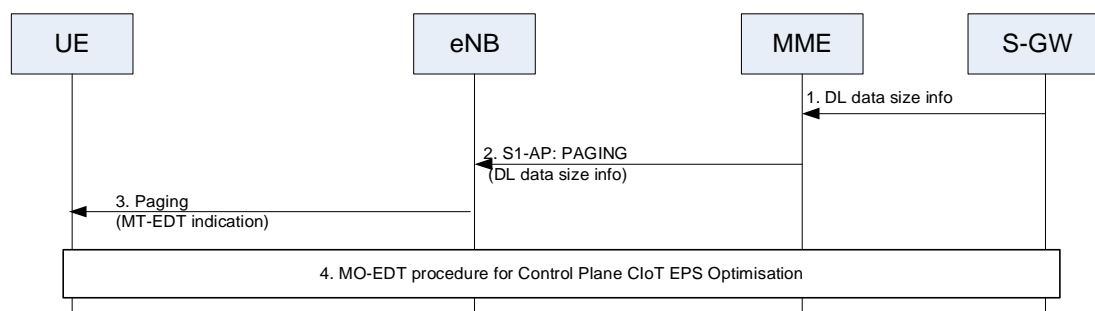 UE
eNB
MME
S-GW
1. DL data size info
2. S1-AP: PAGING
(DL data size info)
3. Paging
(MT-EDT indication)
4. MO-EDT procedure for Control Plane CIoT EPS Optimisation